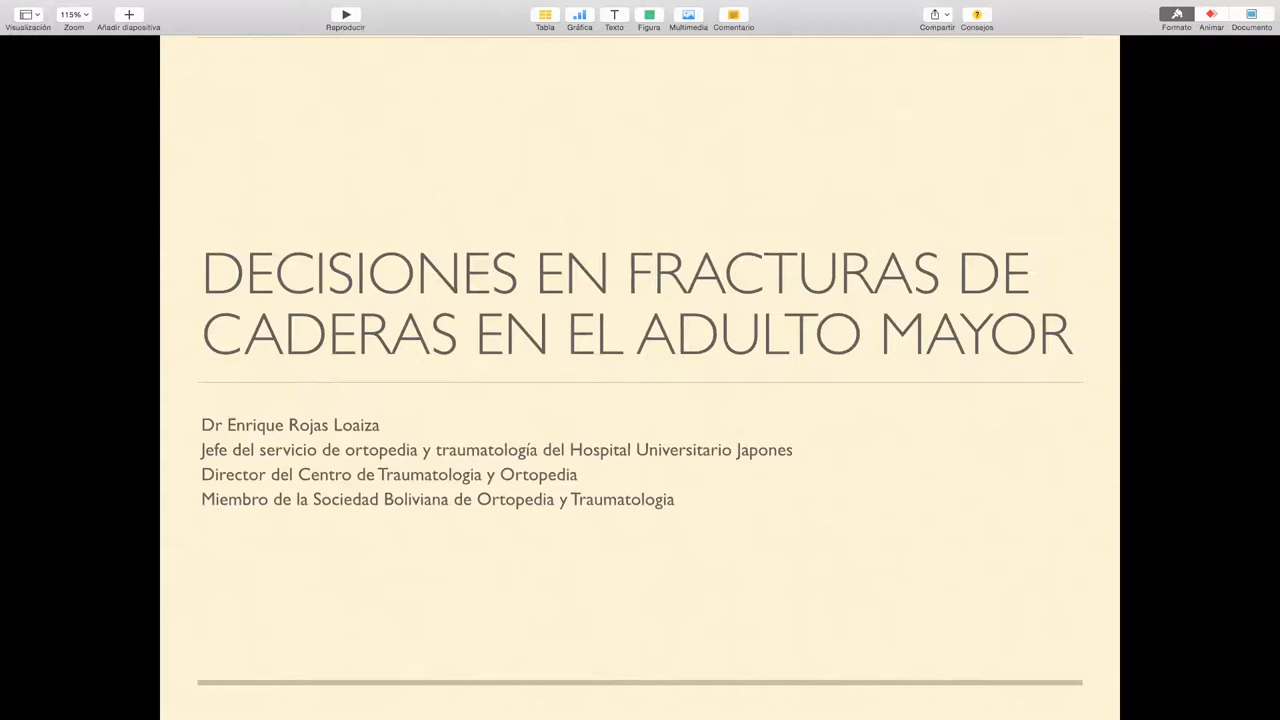 Visualización
115%
Zoom
Añadir diapositiva
Reproducir
Tabla
Gráfica
T
Texto
Figura
Multimedia
Comentario
Compartir
?
Consejos
Formato
Animar
Documento
DECISIONES EN FRACTURAS DE
CADERAS EN EL ADULTO MAYOR
Dr Enrique Rojas Loaiza
Jefe del servicio de ortopedia y traumatología del Hospital Universitario Japones
Director del Centro de Traumatologia y Ortopedia
Miembro de la Sociedad Boliviana de Ortopedia y Traumatologia